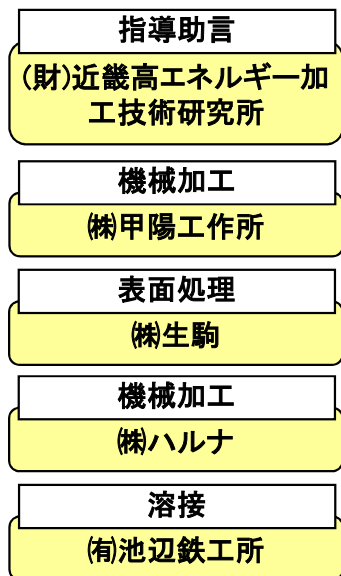 指導助言
(財)近畿高エネルギー加
工技術研究所
機械加工
㈱甲陽工作所
表面処理
㈱生駒
機械加工
㈱ハルナ
溶接
㈲池辺鉄工所